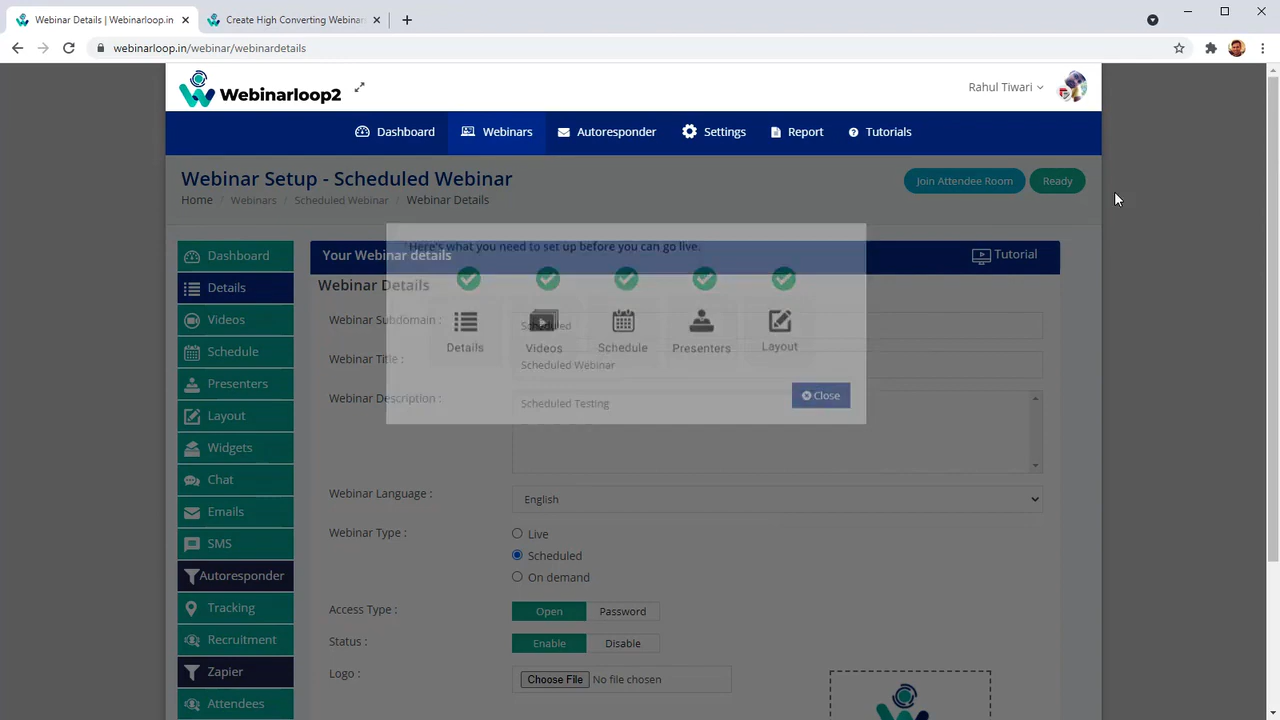 Webinar Details | Webinarloop.in
Create High Converting Webinars
webinarloop.in/webinar/webinardetails
Webinarloop2
Rahul Tiwari
Dashboard
Webinars
Autoresponder
Settings
Report
Tutorials
Webinar Setup - Scheduled Webinar
Join Attendee Room
Ready
Home / Webinars / Scheduled Webinar / Webinar Details
Dashboard
Details
Videos
Schedule
Presenters
Layout
Widgets
Chat
Emails
SMS
Autoresponder
Tracking
Recruitment
Zapier
Attendees
Here's what you need to set up before you can go live.
Details
Videos
Schedule
Presenters
Layout
Close
Your Webinar details
Tutorial
Webinar Details
Webinar Subdomain :
Scheduled
Webinar Title :
Scheduled Webinar
Webinar Description :
Scheduled Testing
Webinar Language :
English
Webinar Type :
Live
Scheduled
On demand
Access Type :
Open
Password
Status :
Enable
Disable
Logo :
Choose File No file chosen